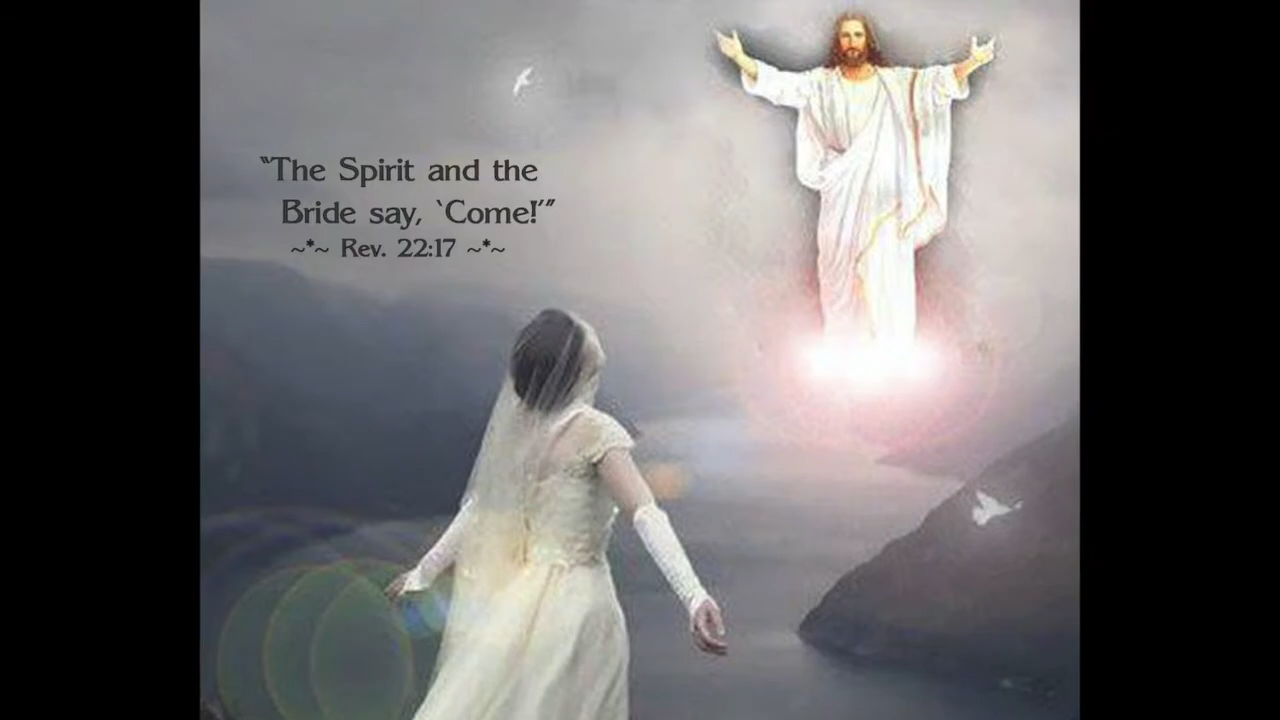 “The Spirit and the
Bride say, ‘Come!’”
~*~ Rev. 22:17 ~*~